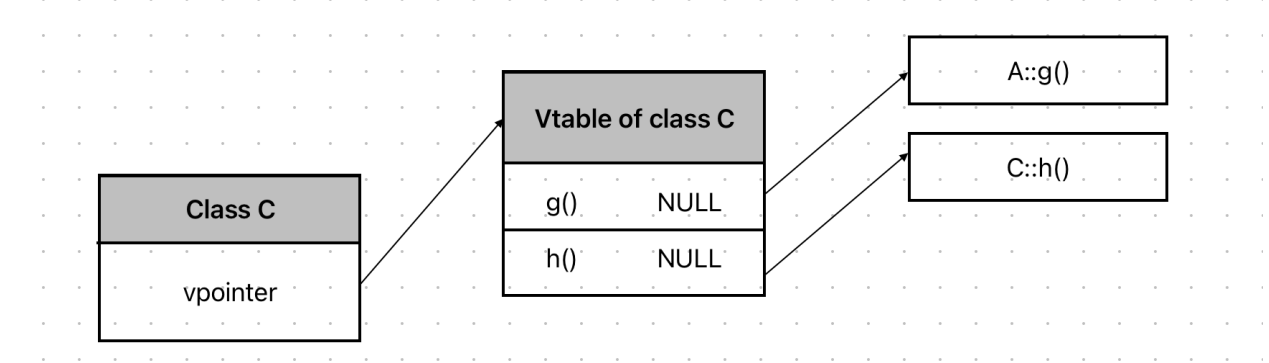 Class C
vpointer
Vtable of class C
g() NULL
h() NULL
A::g()
C::h()